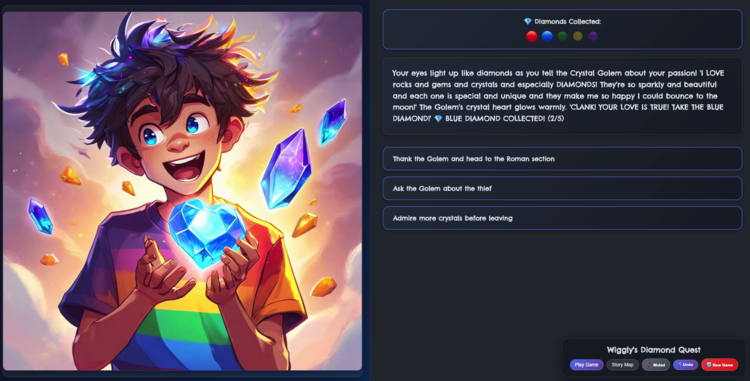 💎 Diamonds Collected:
Your eyes light up like diamonds as you tell the Crystal Golem about your passion! 'I LOVE
rocks and gems and crystals and especially DIAMONDS! They're so sparkly and beautiful
and each one is special and unique and they make me so happy I could bounce to the
moon!' The Golem's crystal heart glows warmly. 'CLANK! YOUR LOVE IS TRUE! TAKE THE BLUE
DIAMOND!' 💎 BLUE DIAMOND COLLECTED! (2/5)
Thank the Golem and head to the Roman section
Ask the Golem about the thief
Admire more crystals before leaving
Wiggly's Diamond Quest
Play Game Story Map Muted Undo New Game